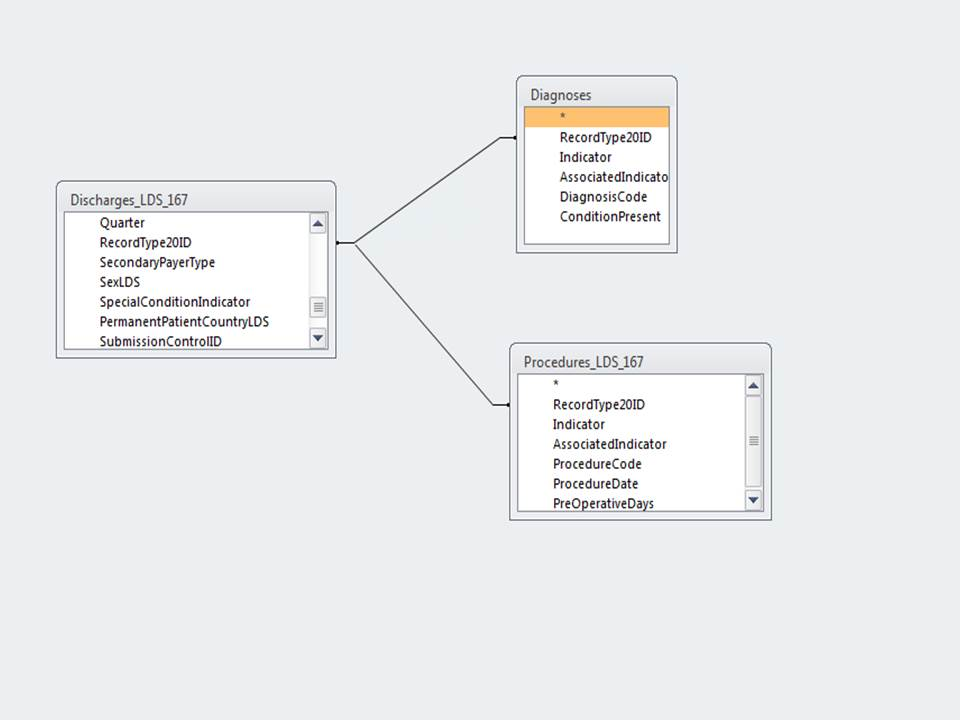 Discharges_LDS_167
Quarter
RecordType20ID
SecondaryPayerType
SexLDS
SpecialConditionIndicator
PermanentPatientCountryLDS
SubmissionControlID
Diagnoses
*
RecordType20ID
Indicator
AssociatedIndicato
DiagnosisCode
ConditionPresent
Procedures_LDS_167
*
RecordType20ID
Indicator
AssociatedIndicator
ProcedureCode
ProcedureDate
PreOperativeDays